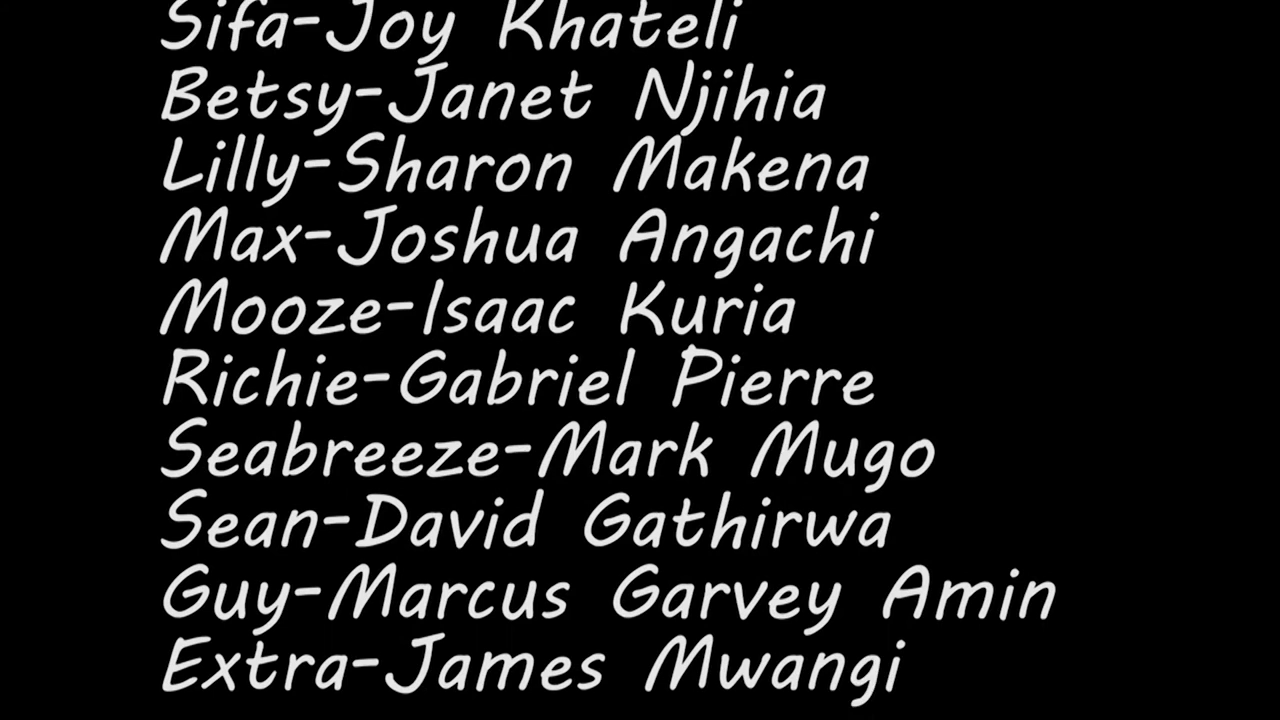 Sifa-Joy Khateli
Betsy-Janet Njihia
Lilly-Sharon Makena
Max-Joshua Angachi
Mooze-Isaac Kuria
Richie-Gabriel Pierre
Seabreeze-Mark Mugo
Sean-David Gathirwa
Guy-Marcus Garvey Amin
Extra-James Mwangi